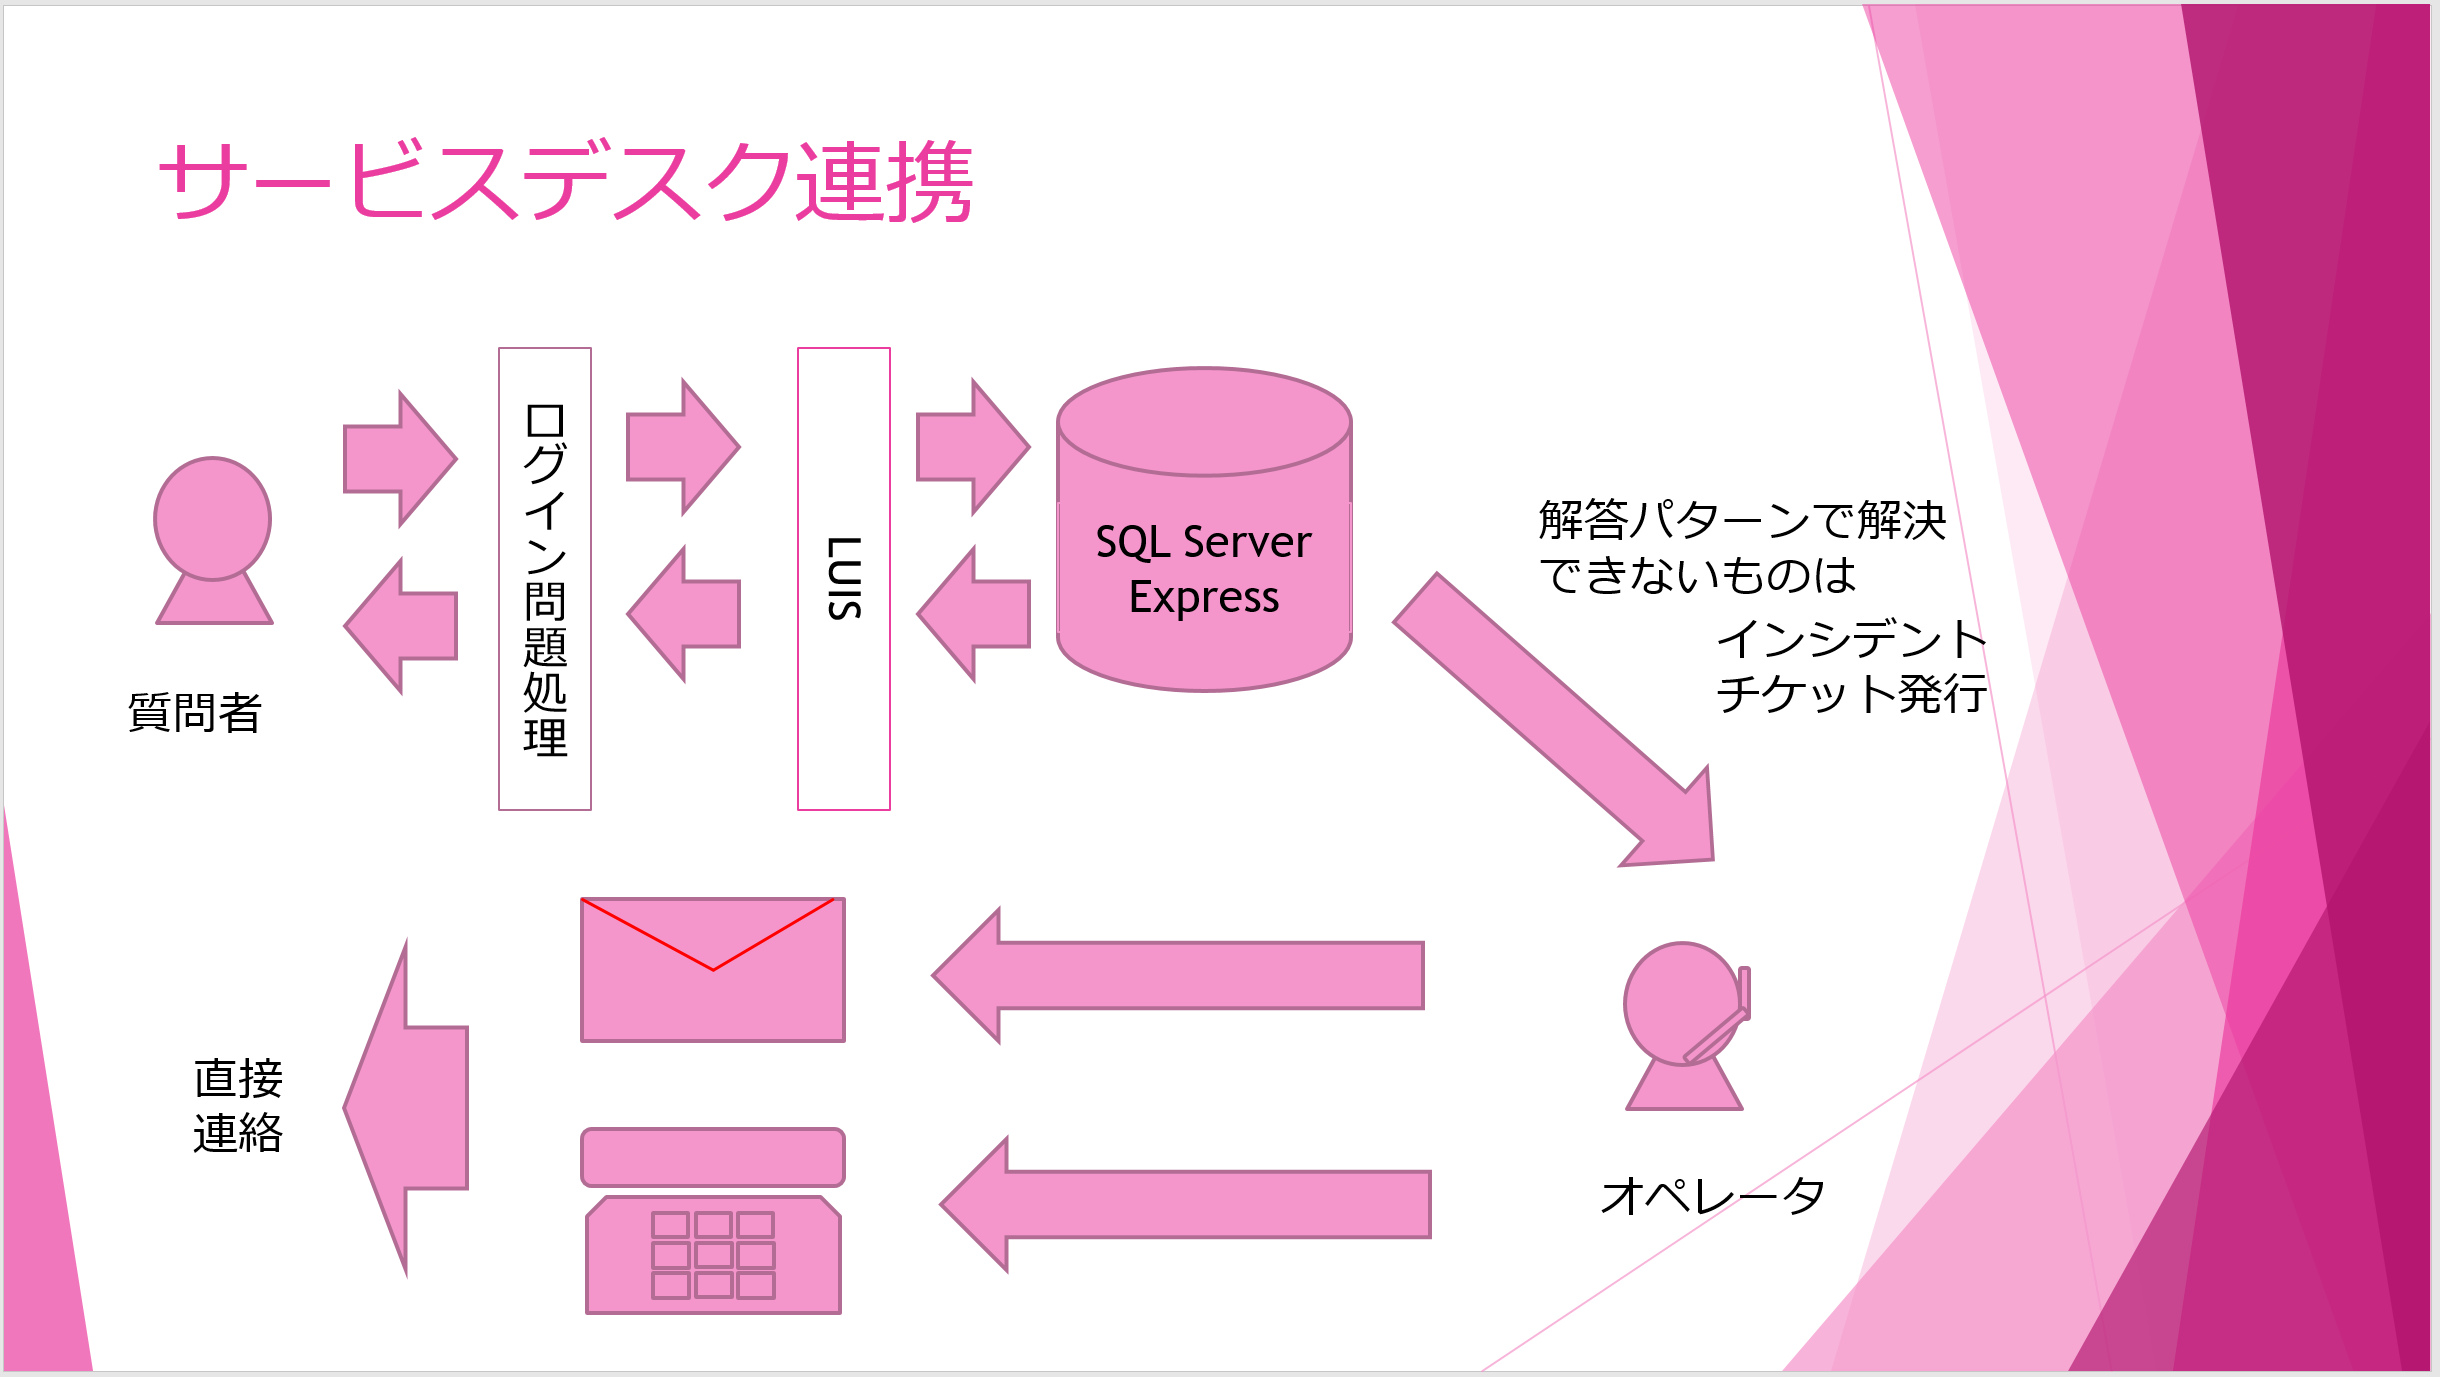 サービスデスク連携
質問者
ログイン問題処理
LUIS
SQL Server
Express
解答パターンで解決
できないものは
インシデント
チケット発行
直接
連絡
オペレータ